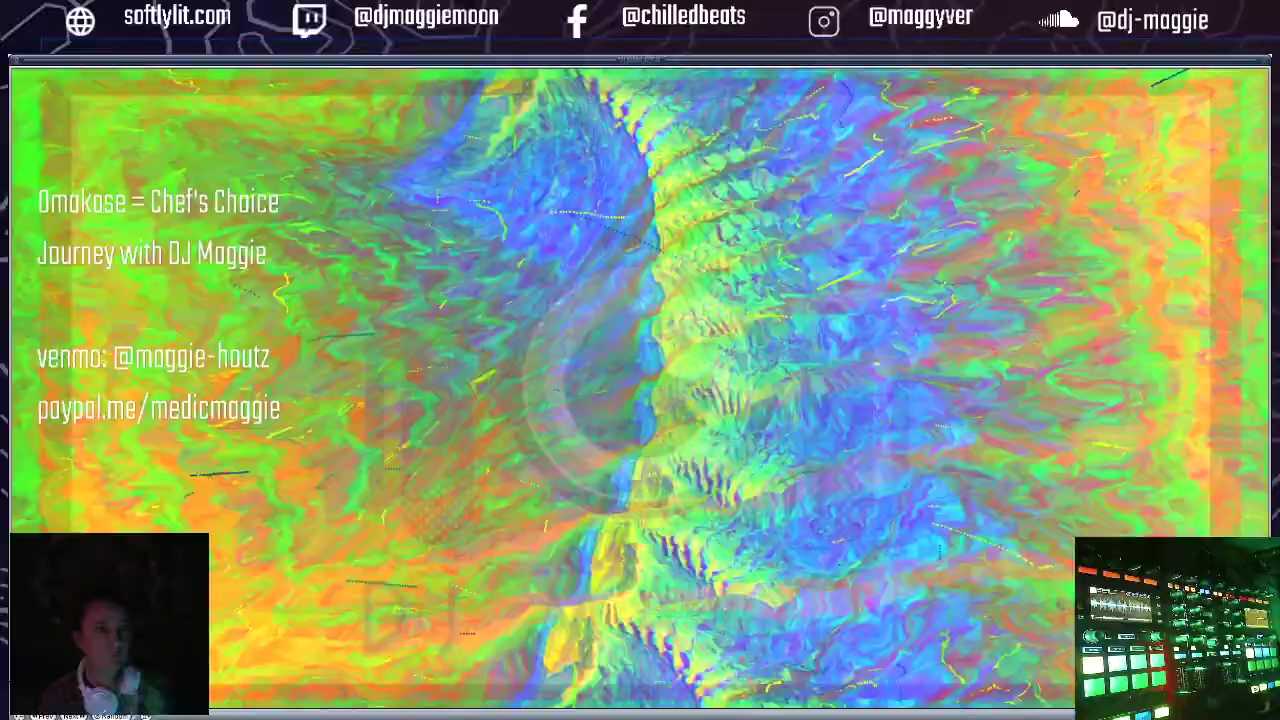 softlylit.com
@djmaggiemoon
@chilledbeats
@maggyver
@dj-maggie
Omakase = Chef's Choice
Journey with DJ Maggie
venmo: @maggie-houtz
paypal.me/medicmaggie